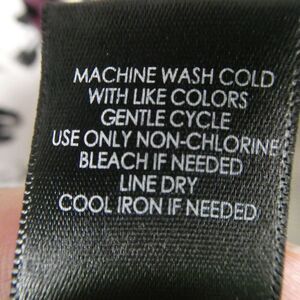 MACHINE WASH COLD
WITH LIKE COLORS
GENTLE CYCLE
USE ONLY NON-CHLORINE
BLEACH IF NEEDED
LINE DRY
COOL IRON IF NEEDED